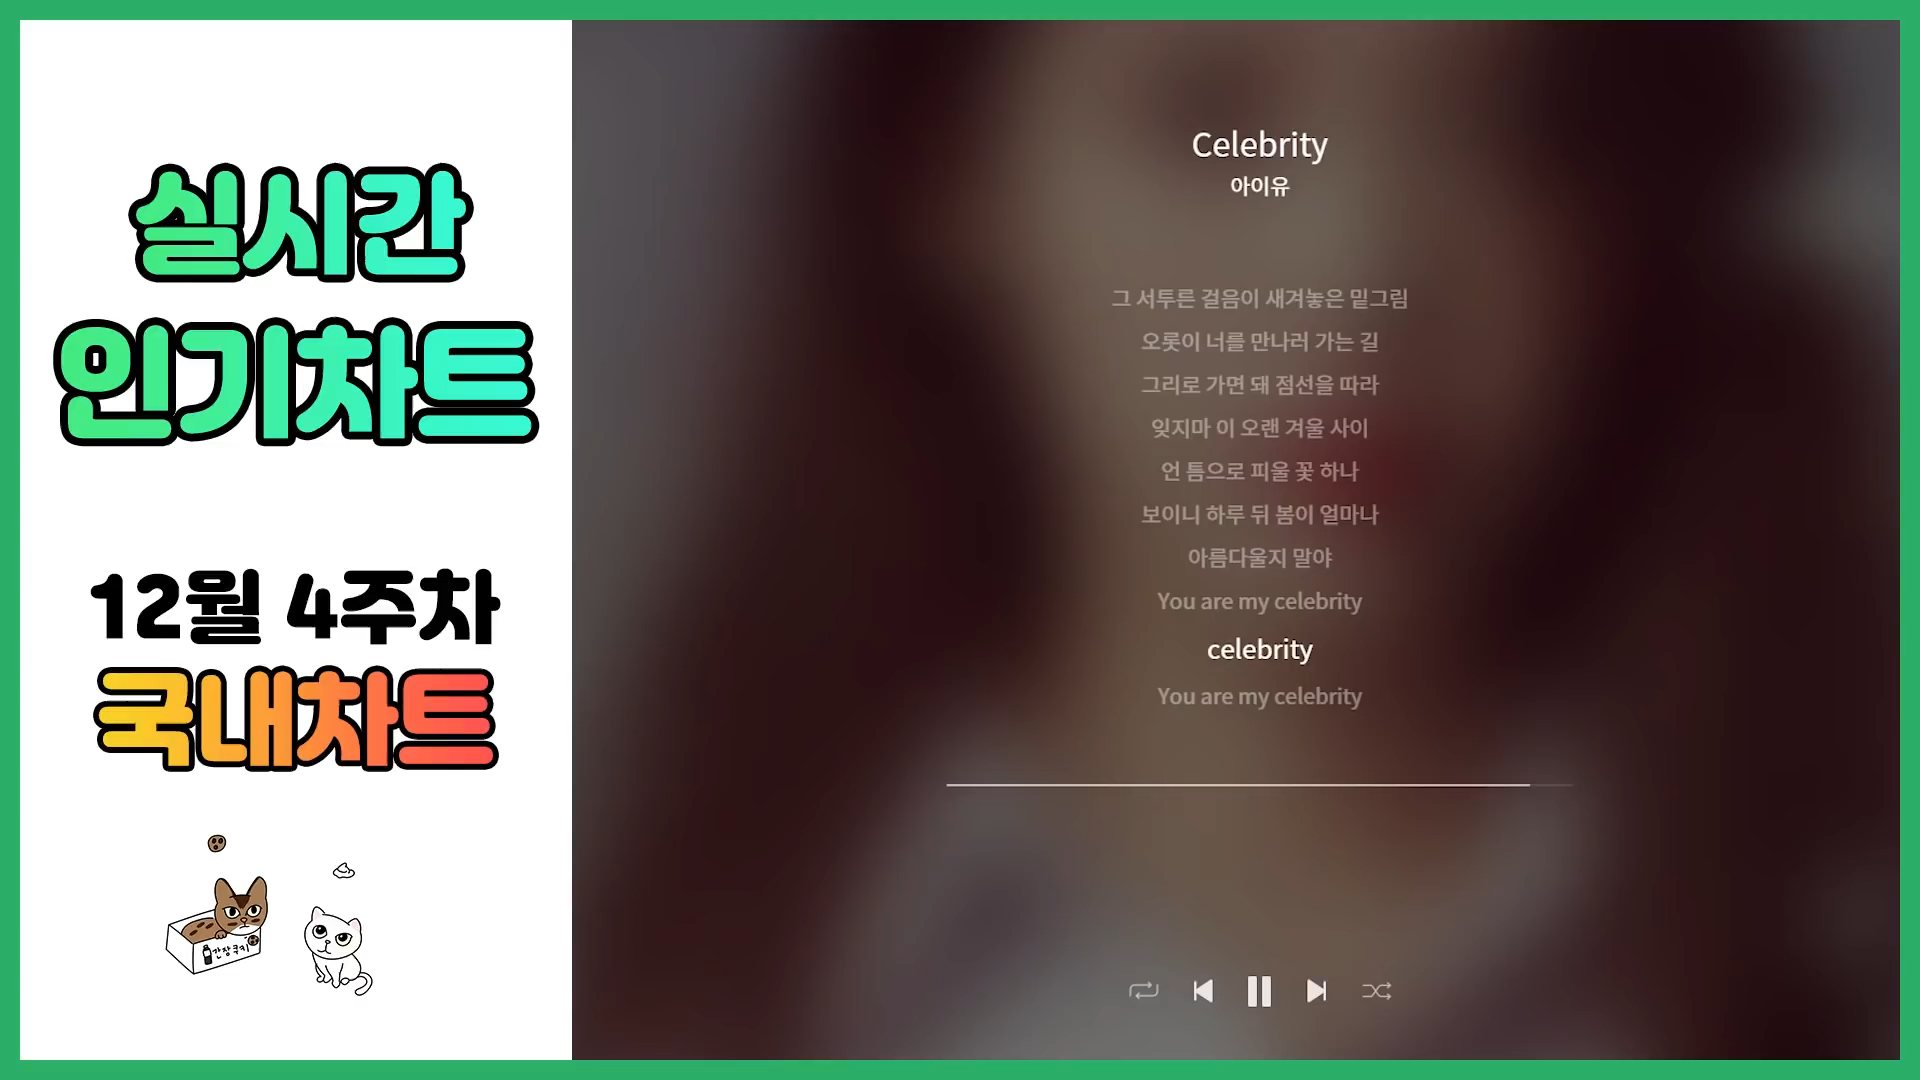 실시간
인기차트
12월 4주차
국내차트
간장쿡키
Celebrity
아이유
그 서투른 걸음이 새겨놓은 밑그림
오롯이 너를 만나러 가는 길
그리로 가면 돼 점선을 따라
잊지마 이 오랜 겨울 사이
언 틈으로 피울 꽃 하나
보이니 하루 뒤 봄이 얼마나
아름다울지 말야
You are my celebrity
celebrity
You are my celebrity